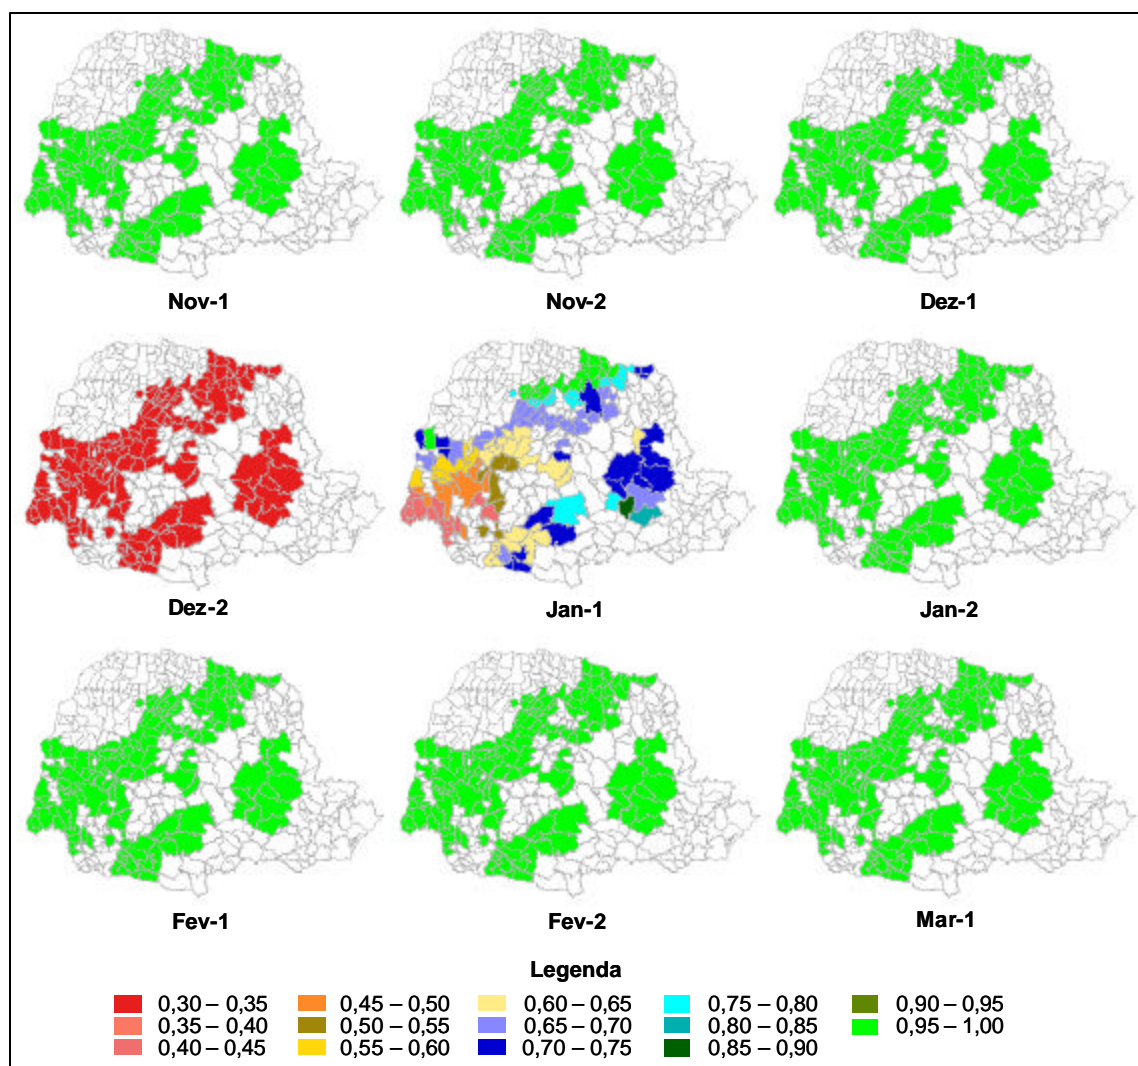 Nov-1 Nov-2 Dez-1
Dez-2 Jan-1 Jan-2
Fev-1 Fev-2 Mar-1
Legenda
0,30 – 0,35 0,45 – 0,50 0,60 – 0,65 0,75 – 0,80 0,90 – 0,95
0,35 – 0,40 0,50 – 0,55 0,65 – 0,70 0,80 – 0,85 0,95 – 1,00
0,40 – 0,45 0,55 – 0,60 0,70 – 0,75 0,85 – 0,90